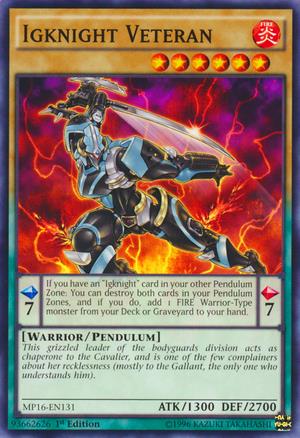 IGKNIGHT VETERAN
FIRE
炎
If you have an "Igknight" card in your other Pendulum
Zone: You can destroy both cards in your Pendulum
Zones, and if you do, add 1 FIRE Warrior-Type
monster from your Deck or Graveyard to your hand.
7
7
[WARRIOR/PENDULUM]
This grizzled leader of the bodyguards division acts as
chaperone to the Cavalier, and is one of the few complainers
about her recklessness (mostly to the Gallant, the only one who
understands him).
MP16-EN131
ATK/1300 DEF/2700
93662626 1st Edition
©1996 KAZUKI TAKAHASHI